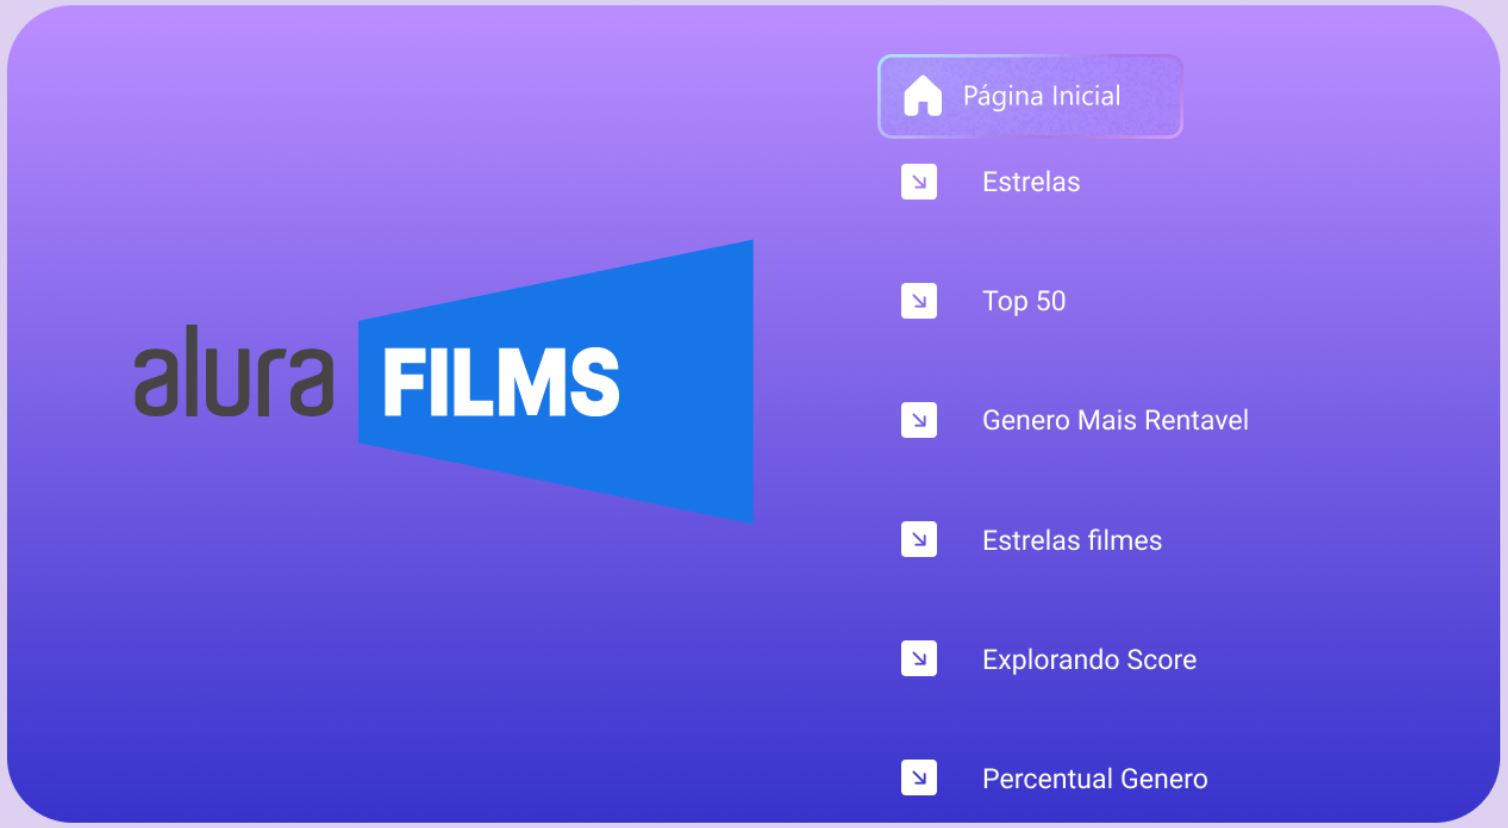 alura FILMS
Página Inicial
Estrelas
Top 50
Genero Mais Rentavel
Estrelas filmes
Explorando Score
Percentual Genero